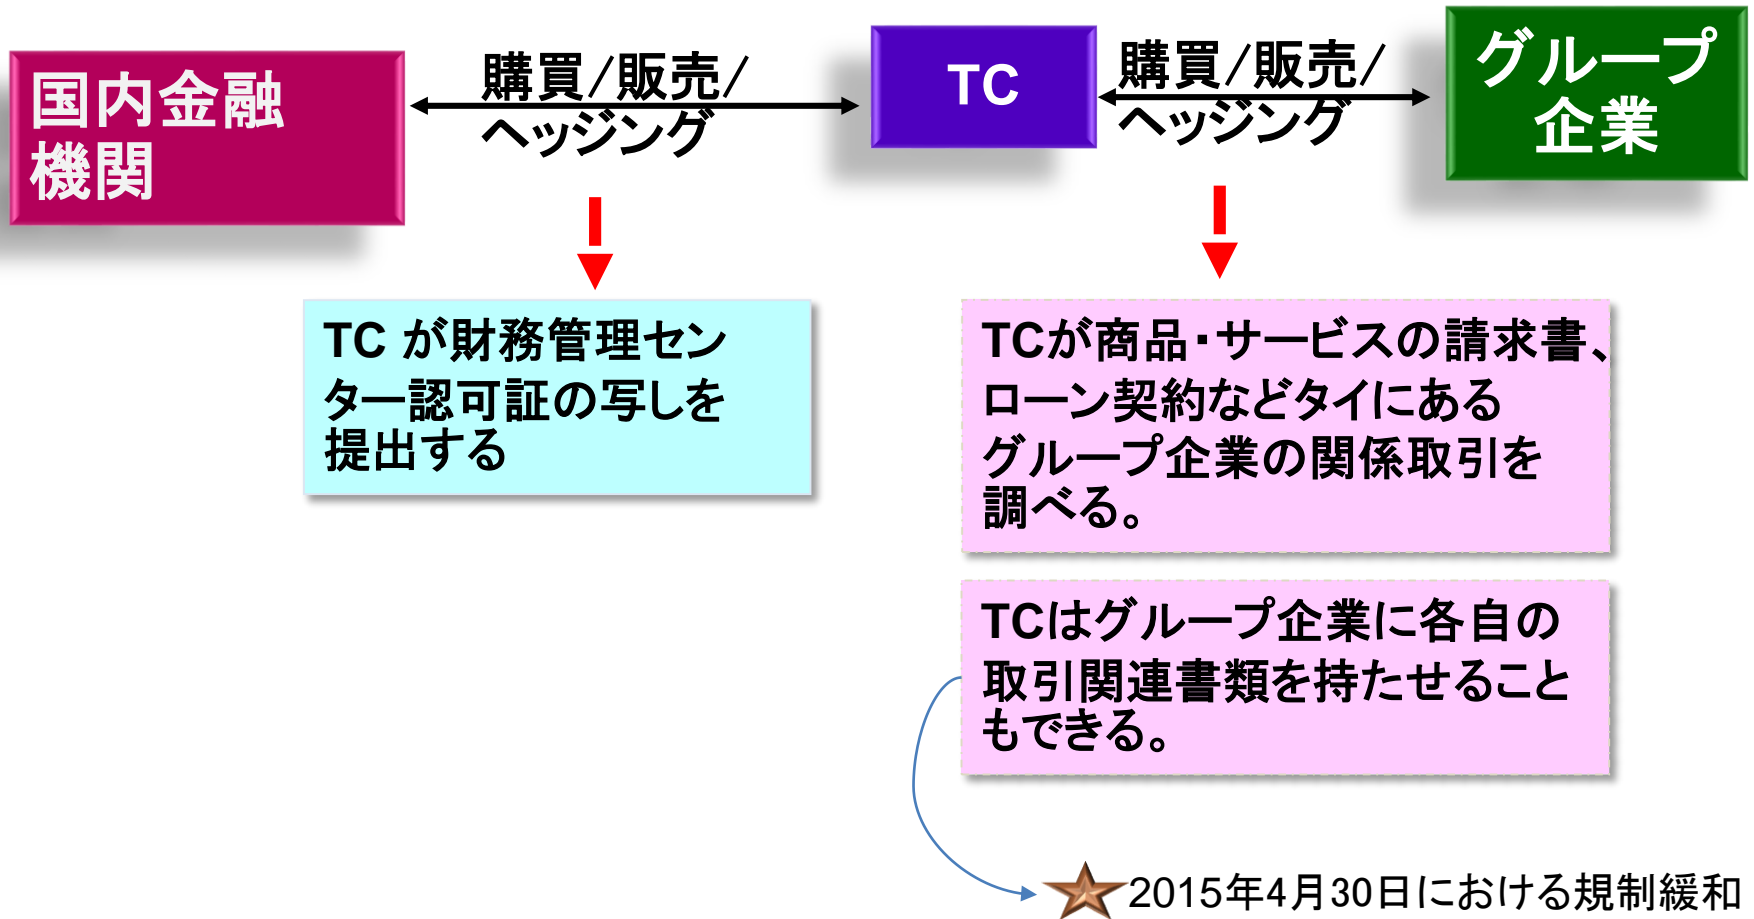 国内金融
機関
購買/販売/
ヘッジング
TC
購買/販売/
ヘッジング
グループ
企業
TC が財務管理セン
ター認可証の写しを
提出する
TCが商品・サービスの請求書、
ローン契約などタイにある
グループ企業の関係取引を
調べる。
TCはグループ企業に各自の
取引関連書類を持たせること
もできる。
2015年4月30日における規制緩和